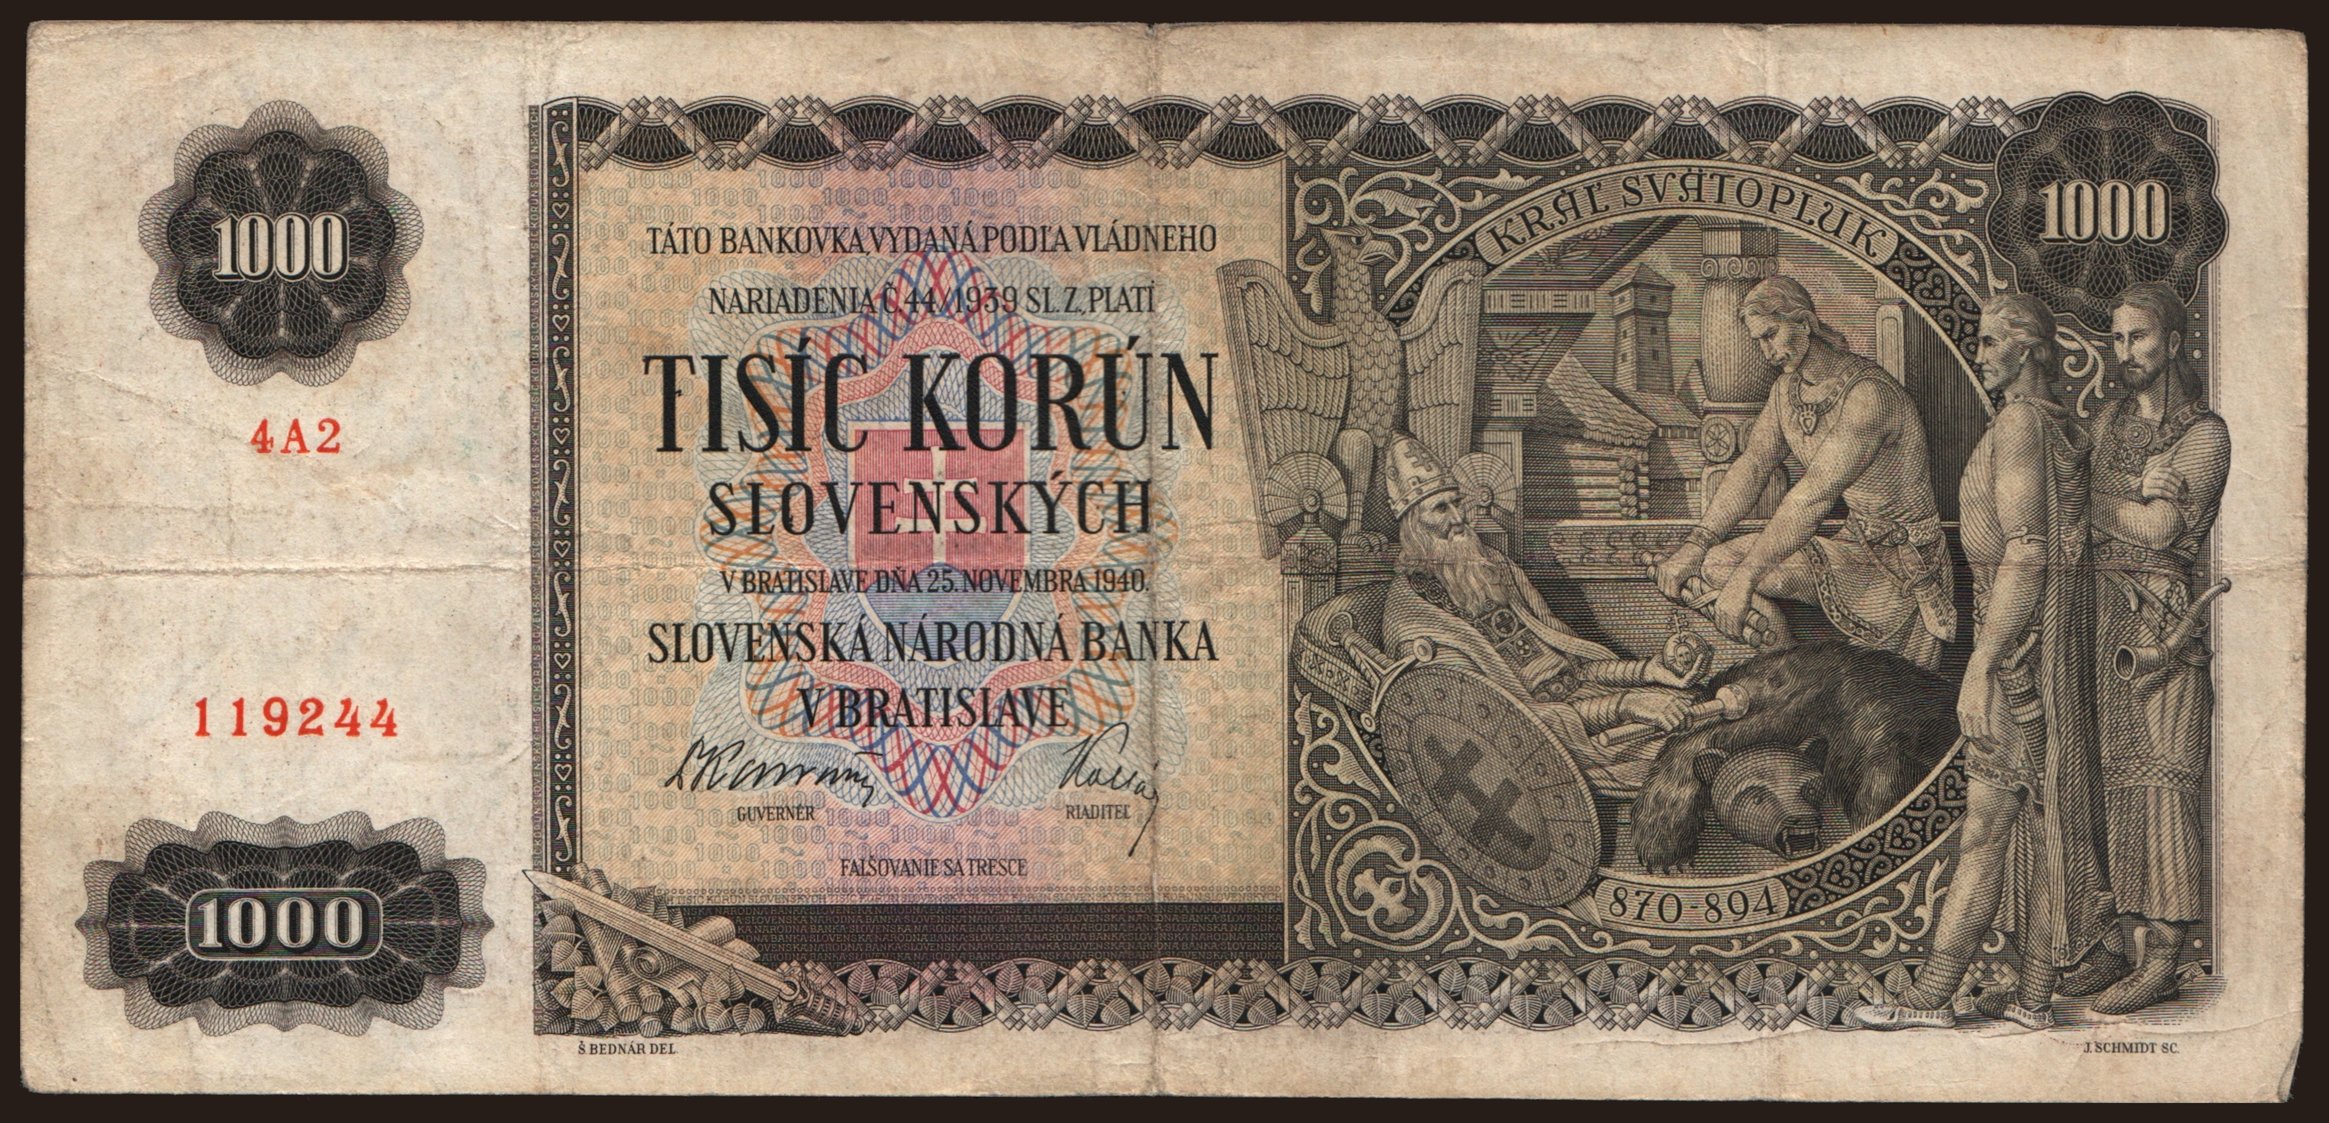 1000
4A2
119244
1000
TÁTO BANKOVKA, VYDANÁ PODĽA VLÁDNEHO
NARIADENIA Č. 44/1939 SL. Z., PLATÍ
TISÍC KORÚN
SLOVENSKÝCH
V BRATISLAVE DŇA 25. NOVEMBRA 1940.
SLOVENSKÁ NÁRODNÁ BANKA
V BRATISLAVE
GUVERNÉR
RIADITEĽ
FALŠOVANIE SA TRESCE
KRÁĽ SVÄTOPLUK
1000
870-894
Š. BEDNÁR DEL.
J. SCHMIDT SC.